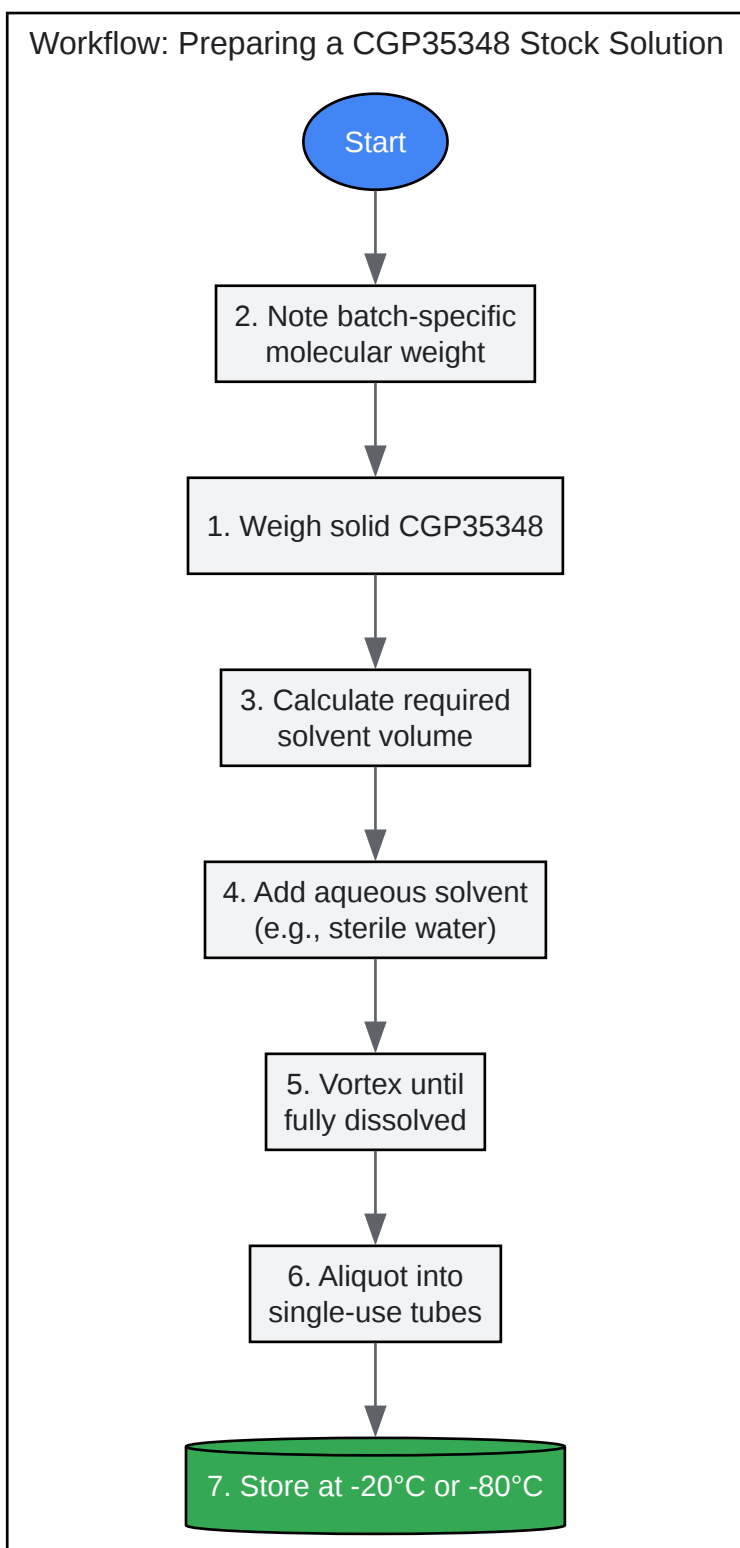 Workflow: Preparing a CGP35348 Stock Solution
Start
2. Note batch-specific
molecular weight
1. Weigh solid CGP35348
3. Calculate required
solvent volume
4. Add aqueous solvent
(e.g., sterile water)
5. Vortex until
fully dissolved
6. Aliquot into
single-use tubes
7. Store at -20°C or -80°C